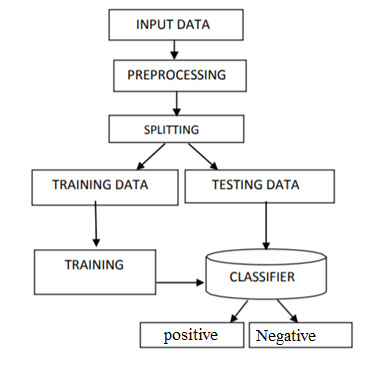 INPUT DATA
PREPROCESSING
SPLITTING
TRAINING DATA
TESTING DATA
TRAINING
CLASSIFIER
positive
Negative